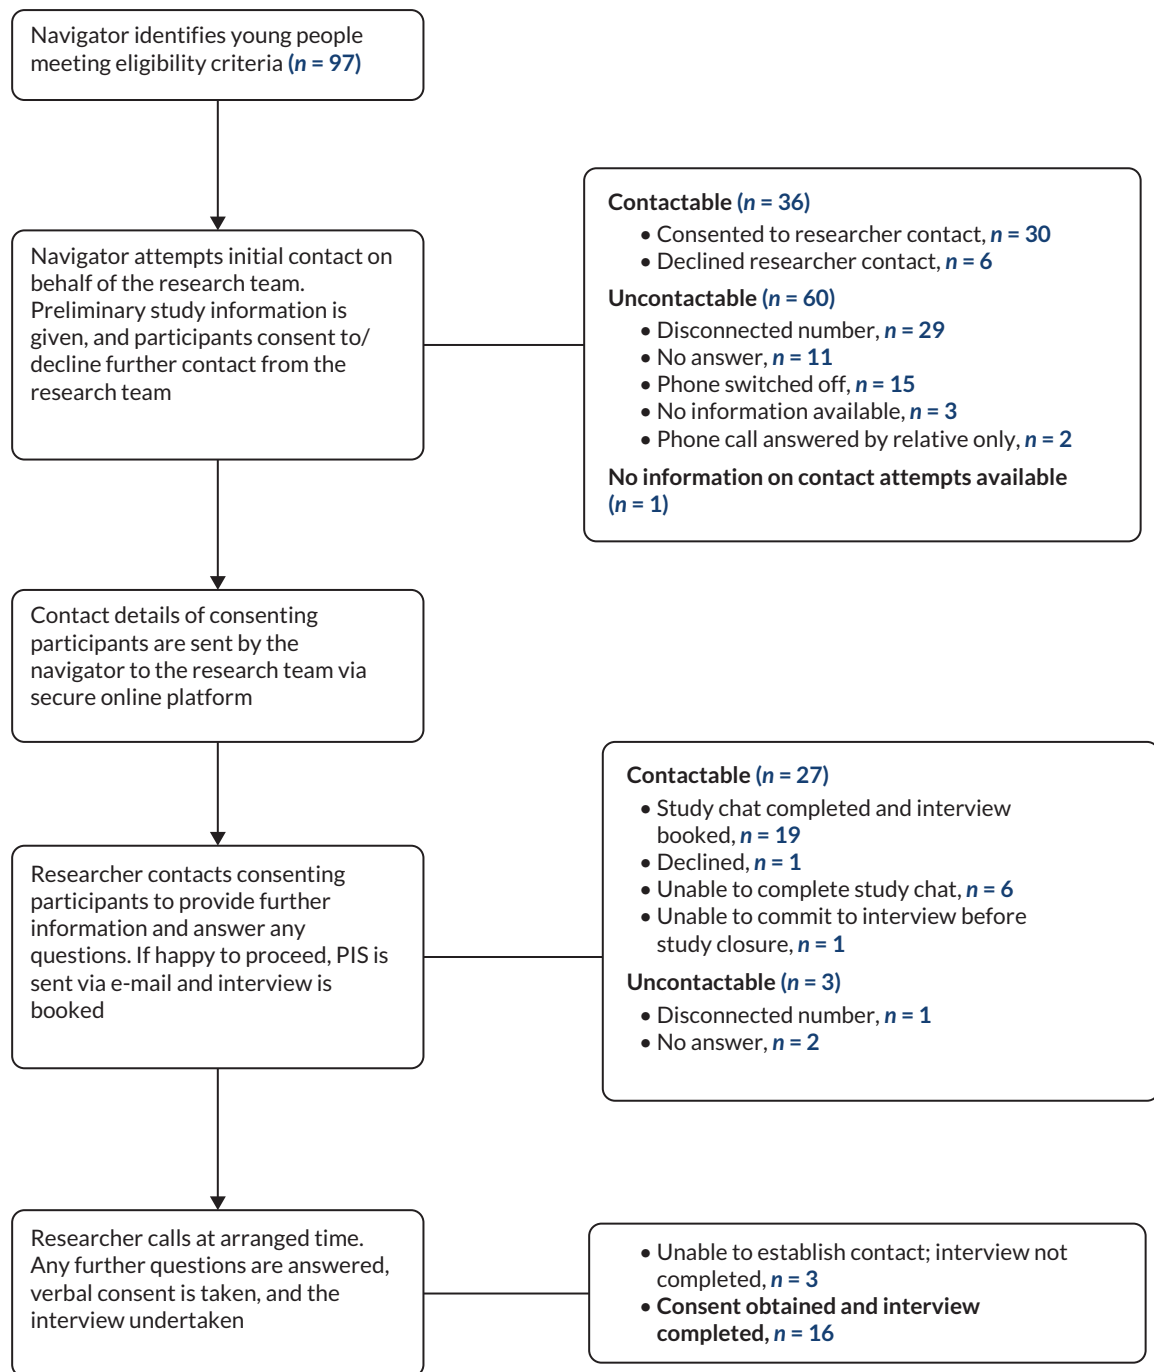 Navigator identifies young people
meeting eligibility criteria (n = 97)
Navigator attempts initial contact on
behalf of the research team.
Preliminary study information is
given, and participants consent to/
decline further contact from the
research team
Contactable (n = 36)
• Consented to researcher contact, n = 30
• Declined researcher contact, n = 6
Uncontactable (n = 60)
• Disconnected number, n = 29
• No answer, n = 11
• Phone switched off, n = 15
• No information available, n = 3
• Phone call answered by relative only, n = 2
No information on contact attempts available
(n = 1)
Contact details of consenting
participants are sent by the
navigator to the research team via
secure online platform
Researcher contacts consenting
participants to provide further
information and answer any
questions. If happy to proceed, PIS is
sent via e-mail and interview is
booked
Contactable (n = 27)
• Study chat completed and interview
booked, n = 19
• Declined, n = 1
• Unable to complete study chat, n = 6
• Unable to commit to interview before
study closure, n = 1
Uncontactable (n = 3)
• Disconnected number, n = 1
• No answer, n = 2
Researcher calls at arranged time.
Any further questions are answered,
verbal consent is taken, and the
interview undertaken
• Unable to establish contact; interview not
completed, n = 3
• Consent obtained and interview
completed, n = 16